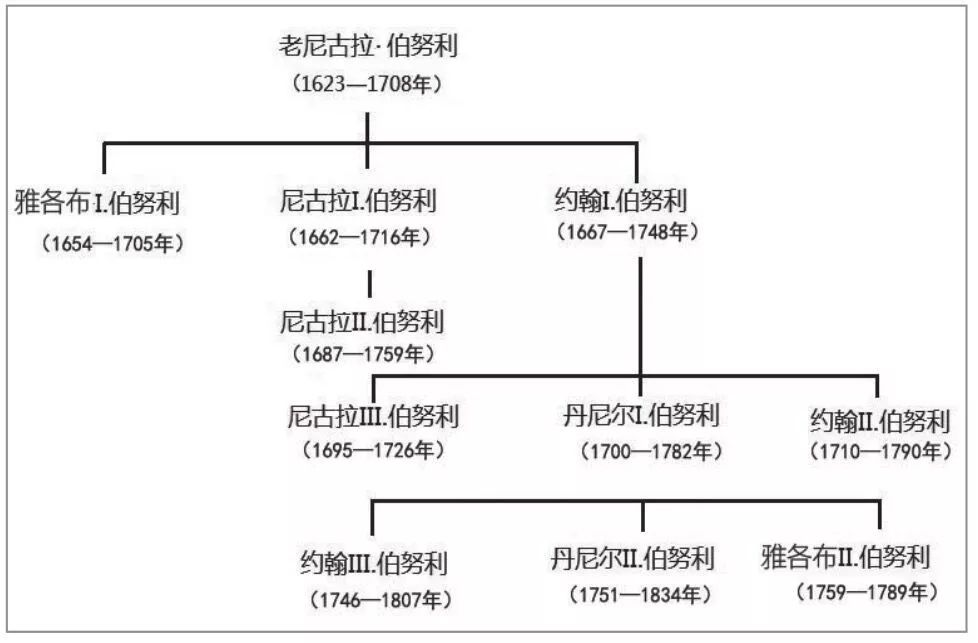 老尼古拉·伯努利
（1623—1708年）
雅各布I.伯努利
（1654—1705年）
尼古拉I.伯努利
（1662—1716年）
约翰I.伯努利
（1667—1748年）
尼古拉II.伯努利
（1687—1759年）
尼古拉III.伯努利
（1695—1726年）
丹尼尔I.伯努利
（1700—1782年）
约翰II.伯努利
（1710—1790年）
约翰III.伯努利
（1746—1807年）
丹尼尔II.伯努利
（1751—1834年）
雅各布II.伯努利
（1759—1789年）